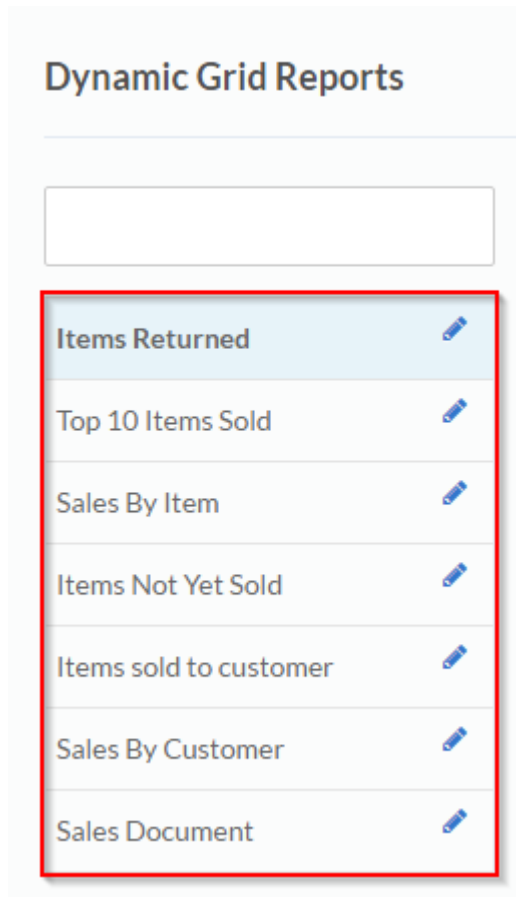 Dynamic Grid Reports
Items Returned
Top 10 Items Sold
Sales By Item
Items Not Yet Sold
Items sold to customer
Sales By Customer
Sales Document